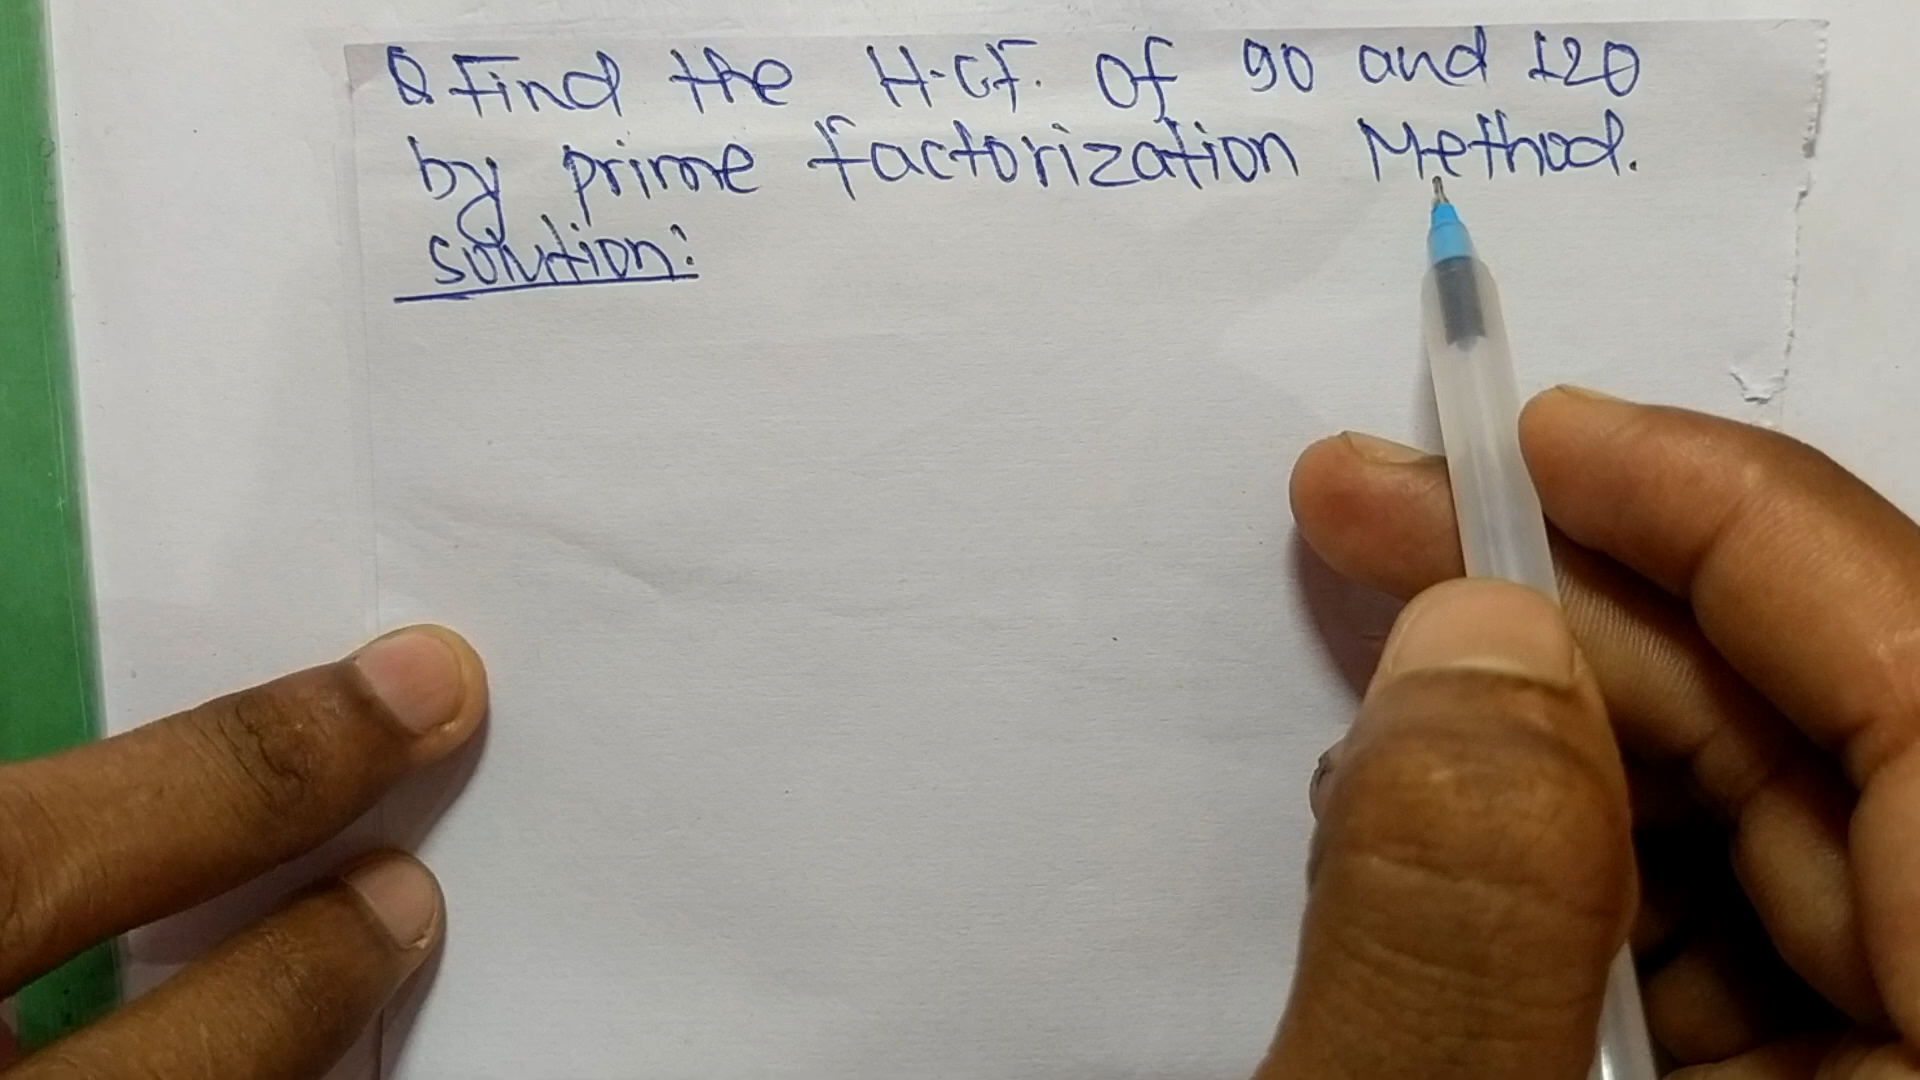 Q Find the H.C.F. of 90 and 120
by prime factorization Method.
solution: